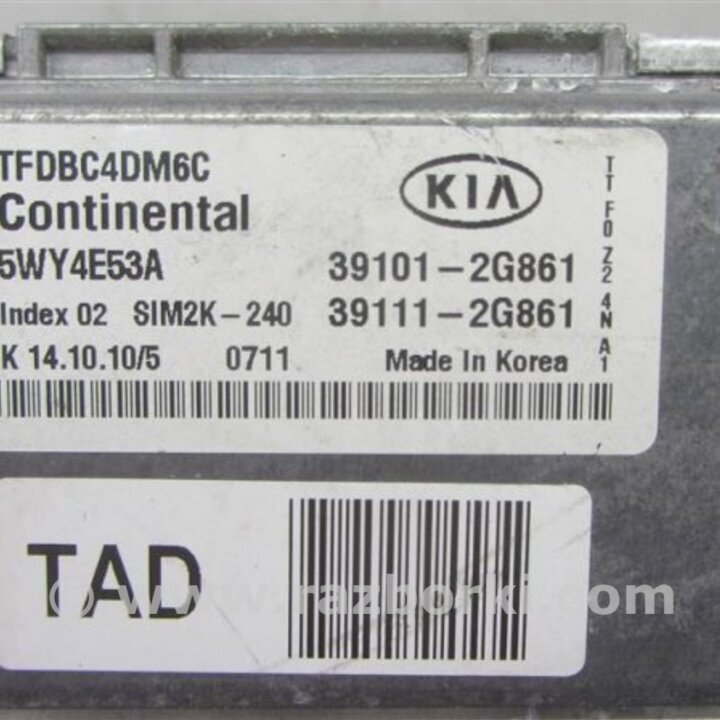 TFDBC4DM6C
Continental
KIA
5WY4E53A 39101-2G861
Index 02 SIM2K-240 39111-2G861
K 14.10.10/5 0711 Made In Korea
TT F0 Z2 4N A1
TAD
© www.razborki.com